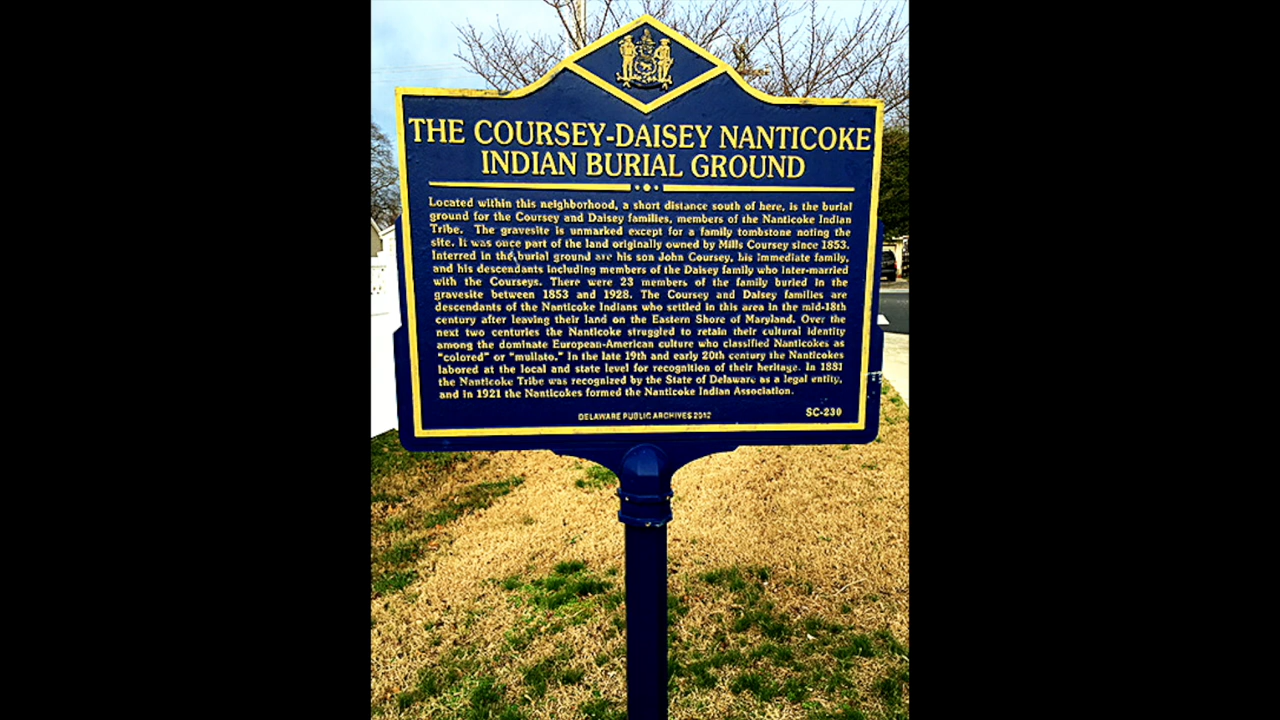 THE COURSEY-DAISEY NANTICOKE
INDIAN BURIAL GROUND
Located within this neighborhood, a short distance south of here, is the burial
ground for the Coursey and Daisey families, members of the Nanticoke Indian
Tribe. The gravesite is unmarked except for a family tombstone noting the
site. It was once part of the land originally owned by Mills Coursey since 1853.
Interred in the burial ground are his son John Coursey, his immediate family,
and his descendants including members of the Daisey family who inter-married
with the Courseys. There were 23 members of the family buried in the
gravesite between 1853 and 1928. The Coursey and Daisey families are
descendants of the Nanticoke Indians who settled in this area in the mid-18th
century after leaving their land on the Eastern Shore of Maryland. Over the
next two centuries the Nanticoke struggled to retain their cultural identity
among the dominate European-American culture who classified Nanticokes as
"colored" or "mullato." In the late 19th and early 20th century the Nanticokes
labored at the local and state level for recognition of their heritage. In 1881
the Nanticoke Tribe was recognized by the State of Delaware as a legal entity,
and in 1921 the Nanticokes formed the Nanticoke Indian Association.
DELAWARE PUBLIC ARCHIVES 2012
SC-230